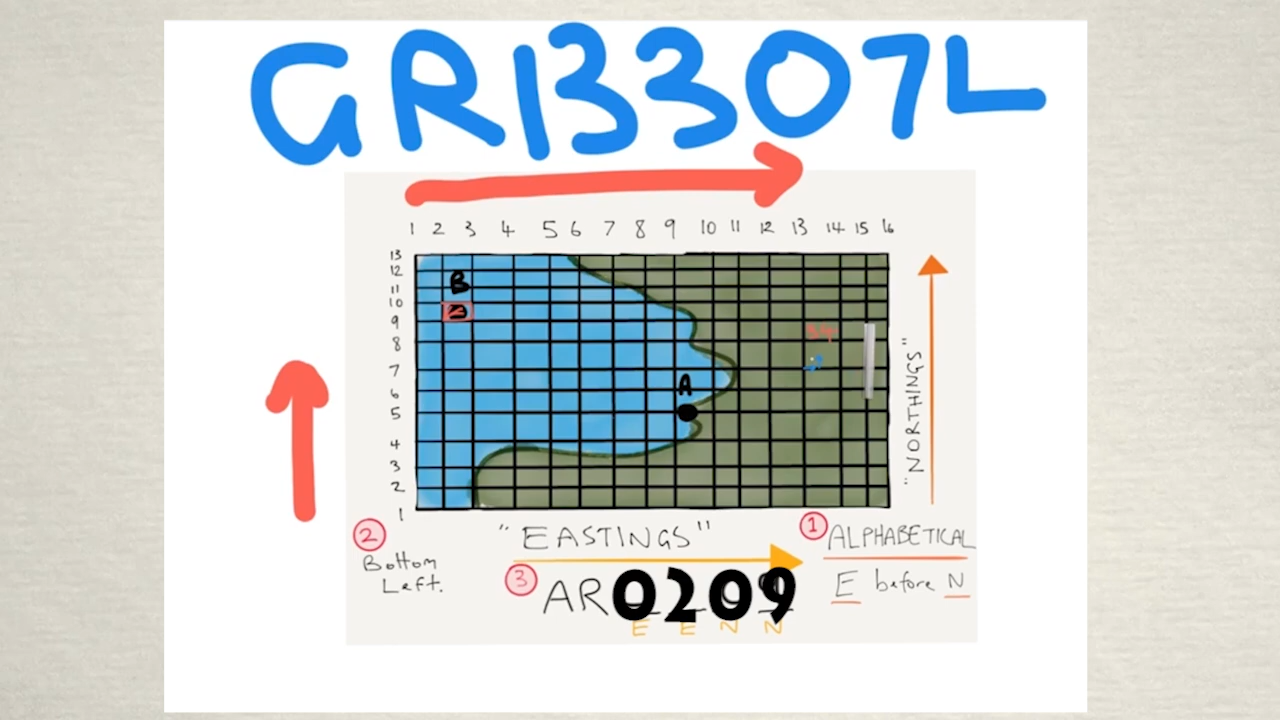 GR13307L
1 2 3 4 5 6 7 8 9 10 11 12 13 14 15 16
13
12
11
10
9
8
7
6
5
4
3
2
1
B
A
"NORTHINGS"
"EASTINGS"
1 ALPHABETICAL
E before N
2
Bottom
Left.
3 AR0209
E E N N